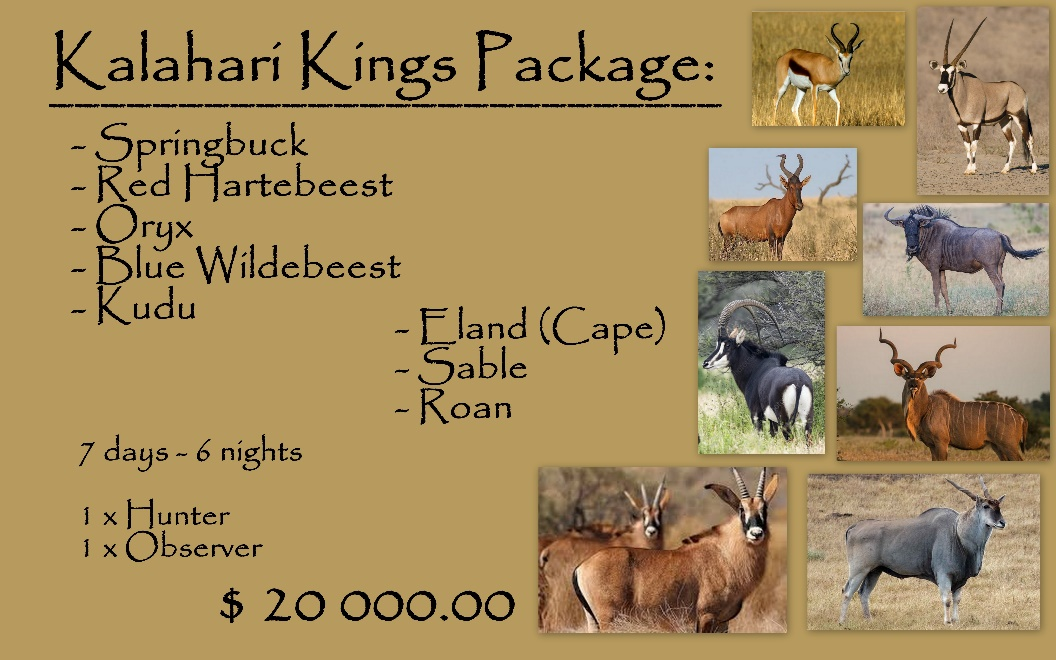 Kalahari Kings Package:
- Springbuck
- Red Hartebeest
- Oryx
- Blue Wildebeest
- Kudu
- Eland (Cape)
- Sable
- Roan
7 days - 6 nights
1 x Hunter
1 x Observer
$ 20 000.00